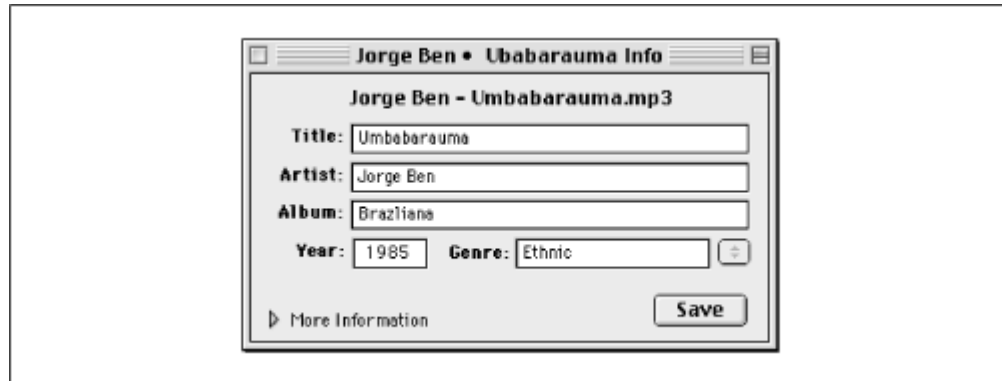 Jorge Ben • Ubabarauma Info
Jorge Ben - Umbabarauma.mp3
Title: Umbabarauma
Artist: Jorge Ben
Album: Brazliana
Year: 1985 Genre: Ethnic
More Information
Save